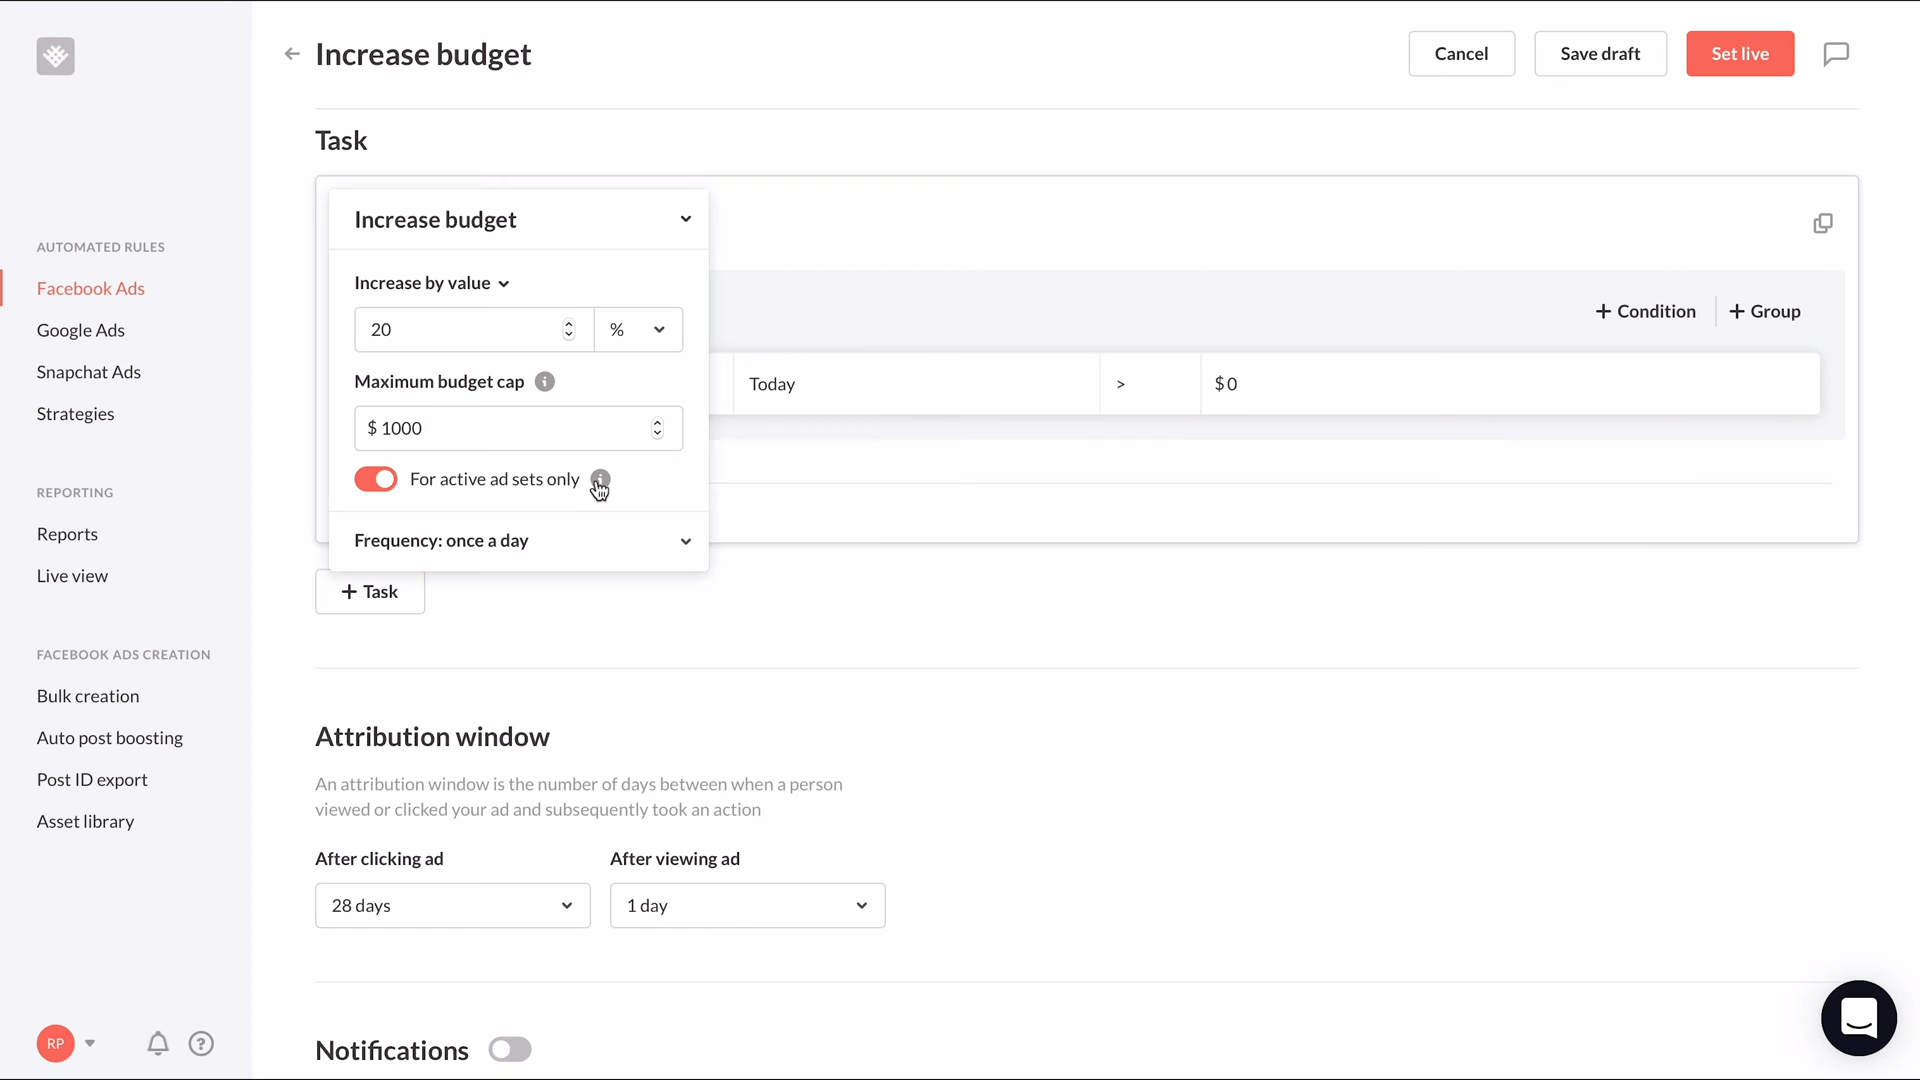 Increase budget
Cancel
Save draft
Set live
Task
Increase budget
Increase by value
20
%
Maximum budget cap
$ 1000
For active ad sets only
Frequency: once a day
+ Condition
+ Group
Today
>
$ 0
+ Task
AUTOMATED RULES
Facebook Ads
Google Ads
Snapchat Ads
Strategies
REPORTING
Reports
Live view
FACEBOOK ADS CREATION
Bulk creation
Auto post boosting
Post ID export
Asset library
RP
Attribution window
An attribution window is the number of days between when a person
viewed or clicked your ad and subsequently took an action
After clicking ad
After viewing ad
28 days
1 day
Notifications